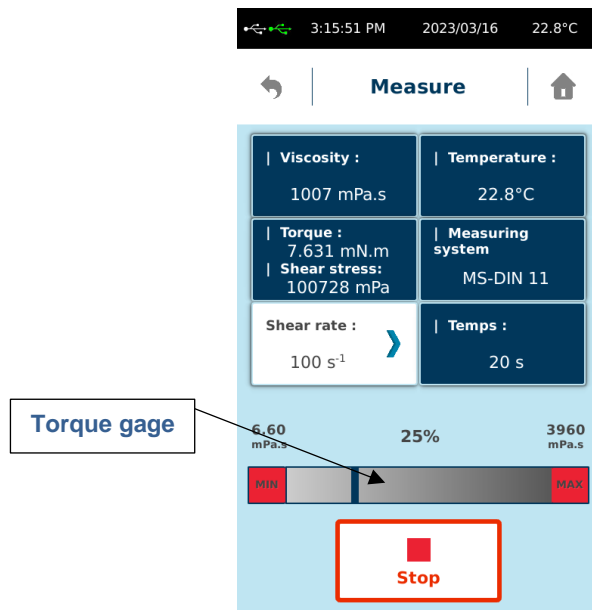 3:15:51 PM 2023/03/16 22.8°C
Measure
| Viscosity :
1007 mPa.s
| Temperature :
22.8°C
| Torque :
7.631 mN.m
| Shear stress:
100728 mPa
| Measuring
system
MS-DIN 11
Shear rate :
100 s⁻¹
| Temps :
20 s
Torque gage
6.60
mPa.s
25%
3960
mPa.s
MIN
MAX
Stop